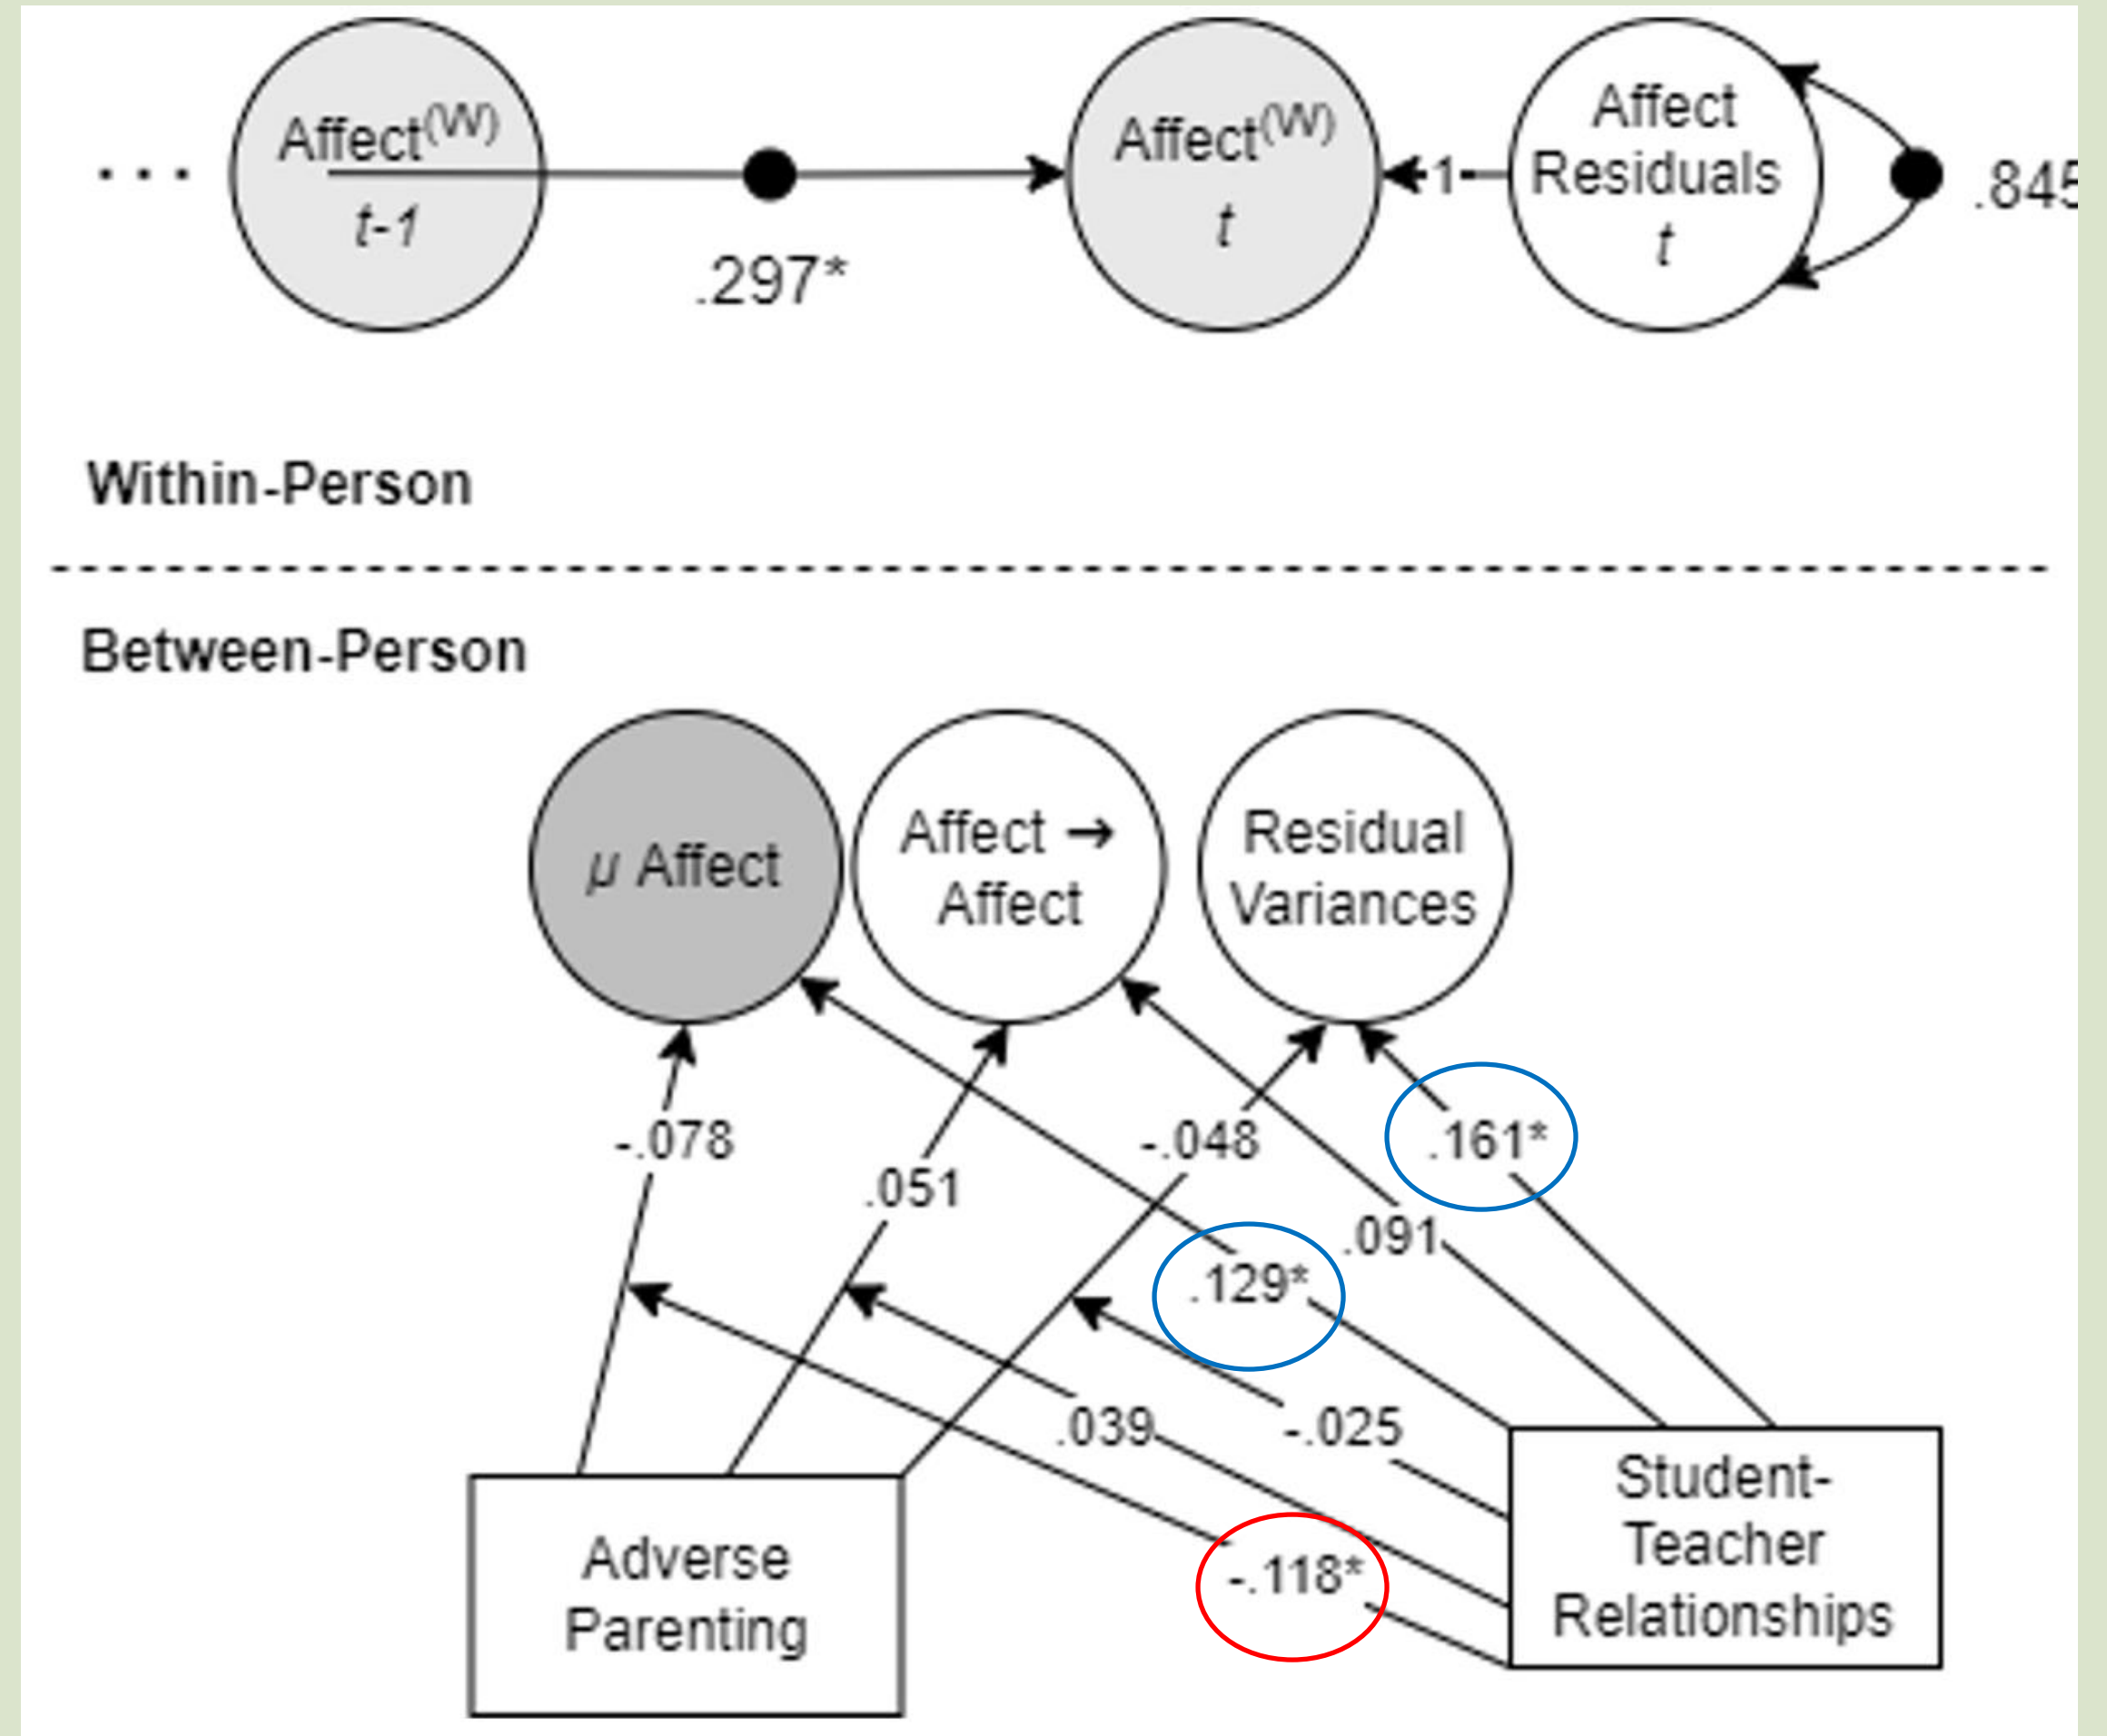 . . .
Affect(W)
t-1
.297*
Affect(W)
t
1
Affect
Residuals
t
.845
Within-Person
Between-Person
μ Affect
Affect →
Affect
Residual
Variances
-.078
.051
-.048
.161*
.091
.129*
.039
-.025
-.118*
Adverse
Parenting
Student-
Teacher
Relationships